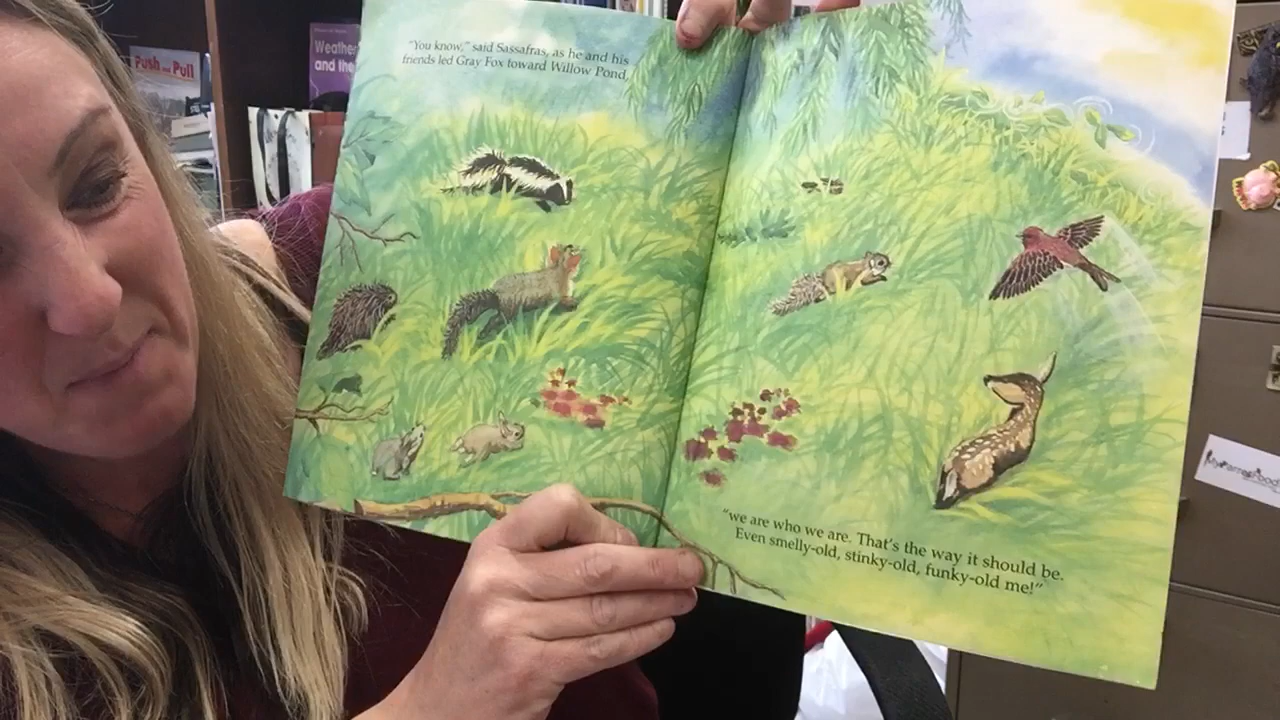 Push and Pull
Weather
and the
"You know," said Sassafras, as he and his
friends led Gray Fox toward Willow Pond,
"we are who we are. That's the way it should be.
Even smelly-old, stinky-old, funky-old me!"